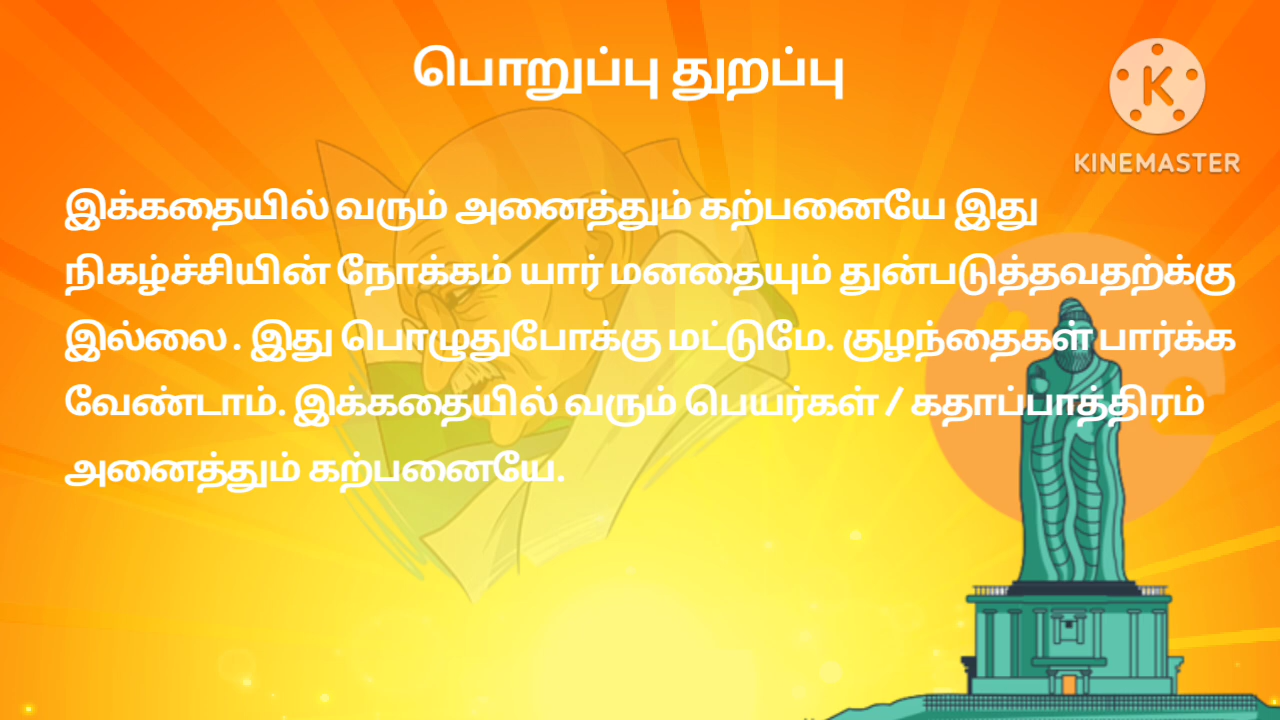 பொறுப்பு துறப்பு
K
KINEMASTER
இக்கதையில் வரும் அனைத்தும் கற்பனையே இது
நிகழ்ச்சியின் நோக்கம் யார் மனதையும் துன்படுத்தவதற்க்கு
இல்லை . இது பொழுதுபோக்கு மட்டுமே. குழந்தைகள் பார்க்க
வேண்டாம். இக்கதையில் வரும் பெயர்கள் / கதாப்பாத்திரம்
அனைத்தும் கற்பனையே.